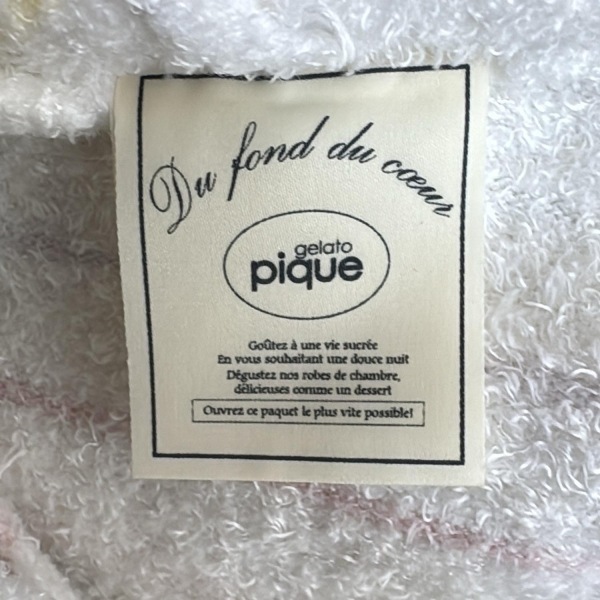 Du fond du cœur
gelato
pique
Goûtez à une vie sucrée
En vous souhaitant une douce nuit
Dégustez nos robes de chambre,
délicieuses comme un dessert
Ouvrez ce paquet le plus vite possible!